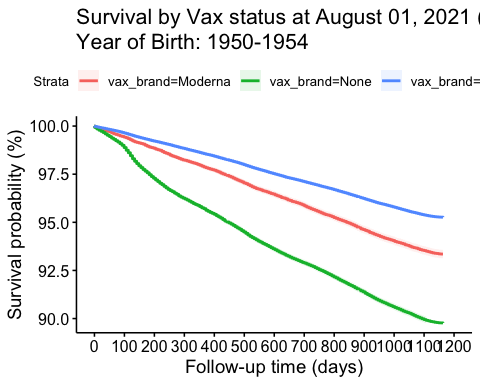 Survival by Vax status at August 01, 2021 (
Year of Birth: 1950-1954
Strata vax_brand=Moderna vax_brand=None vax_brand=
100.0
97.5
95.0
92.5
90.0
Survival probability (%)
0 100 200 300 400 500 600 700 800 900 1000 1100 1200
Follow-up time (days)